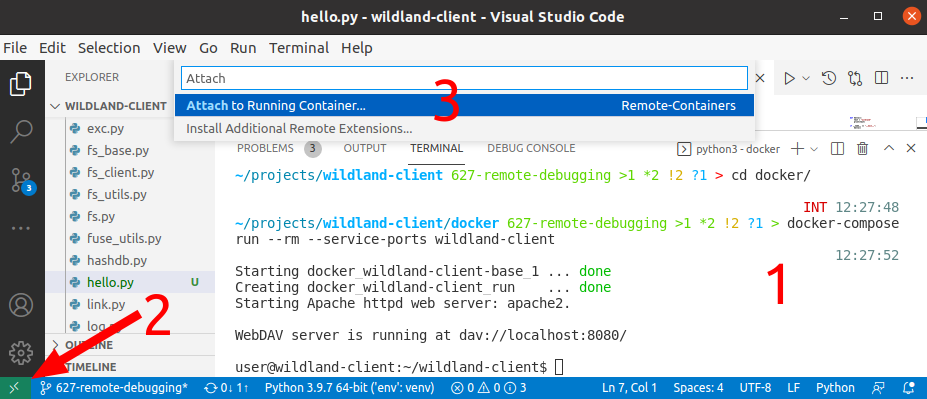 hello.py - wildland-client - Visual Studio Code
File Edit Selection View Go Run Terminal Help
EXPLORER
Attach
Attach to Running Container... Remote-Containers
Install Additional Remote Extensions...
3
WILDLAND-CLIENT
exc.py
fs_base.py
fs_client.py
fs_utils.py
fs.py
fuse_utils.py
hashdb.py
hello.py U
link.py
log.py
OUTLINE
TIMELINE
3
2
PROBLEMS 3 OUTPUT TERMINAL DEBUG CONSOLE python3 - docker
~/projects/wildland-client 627-remote-debugging >1 *2 !2 ?1 > cd docker/
INT 12:27:48
~/projects/wildland-client/docker 627-remote-debugging >1 *2 !2 ?1 > docker-compose
run --rm --service-ports wildland-client 12:27:52
Starting docker_wildland-client-base_1 ... done
Creating docker_wildland-client_run ... done
Starting Apache httpd web server: apache2.
WebDAV server is running at dav://localhost:8080/
user@wildland-client:~/wildland-client$
1
627-remote-debugging* 0↓ 1↑ Python 3.9.7 64-bit ('env': venv) 0 0 3 Ln 7, Col 1 Spaces: 4 UTF-8 LF Python